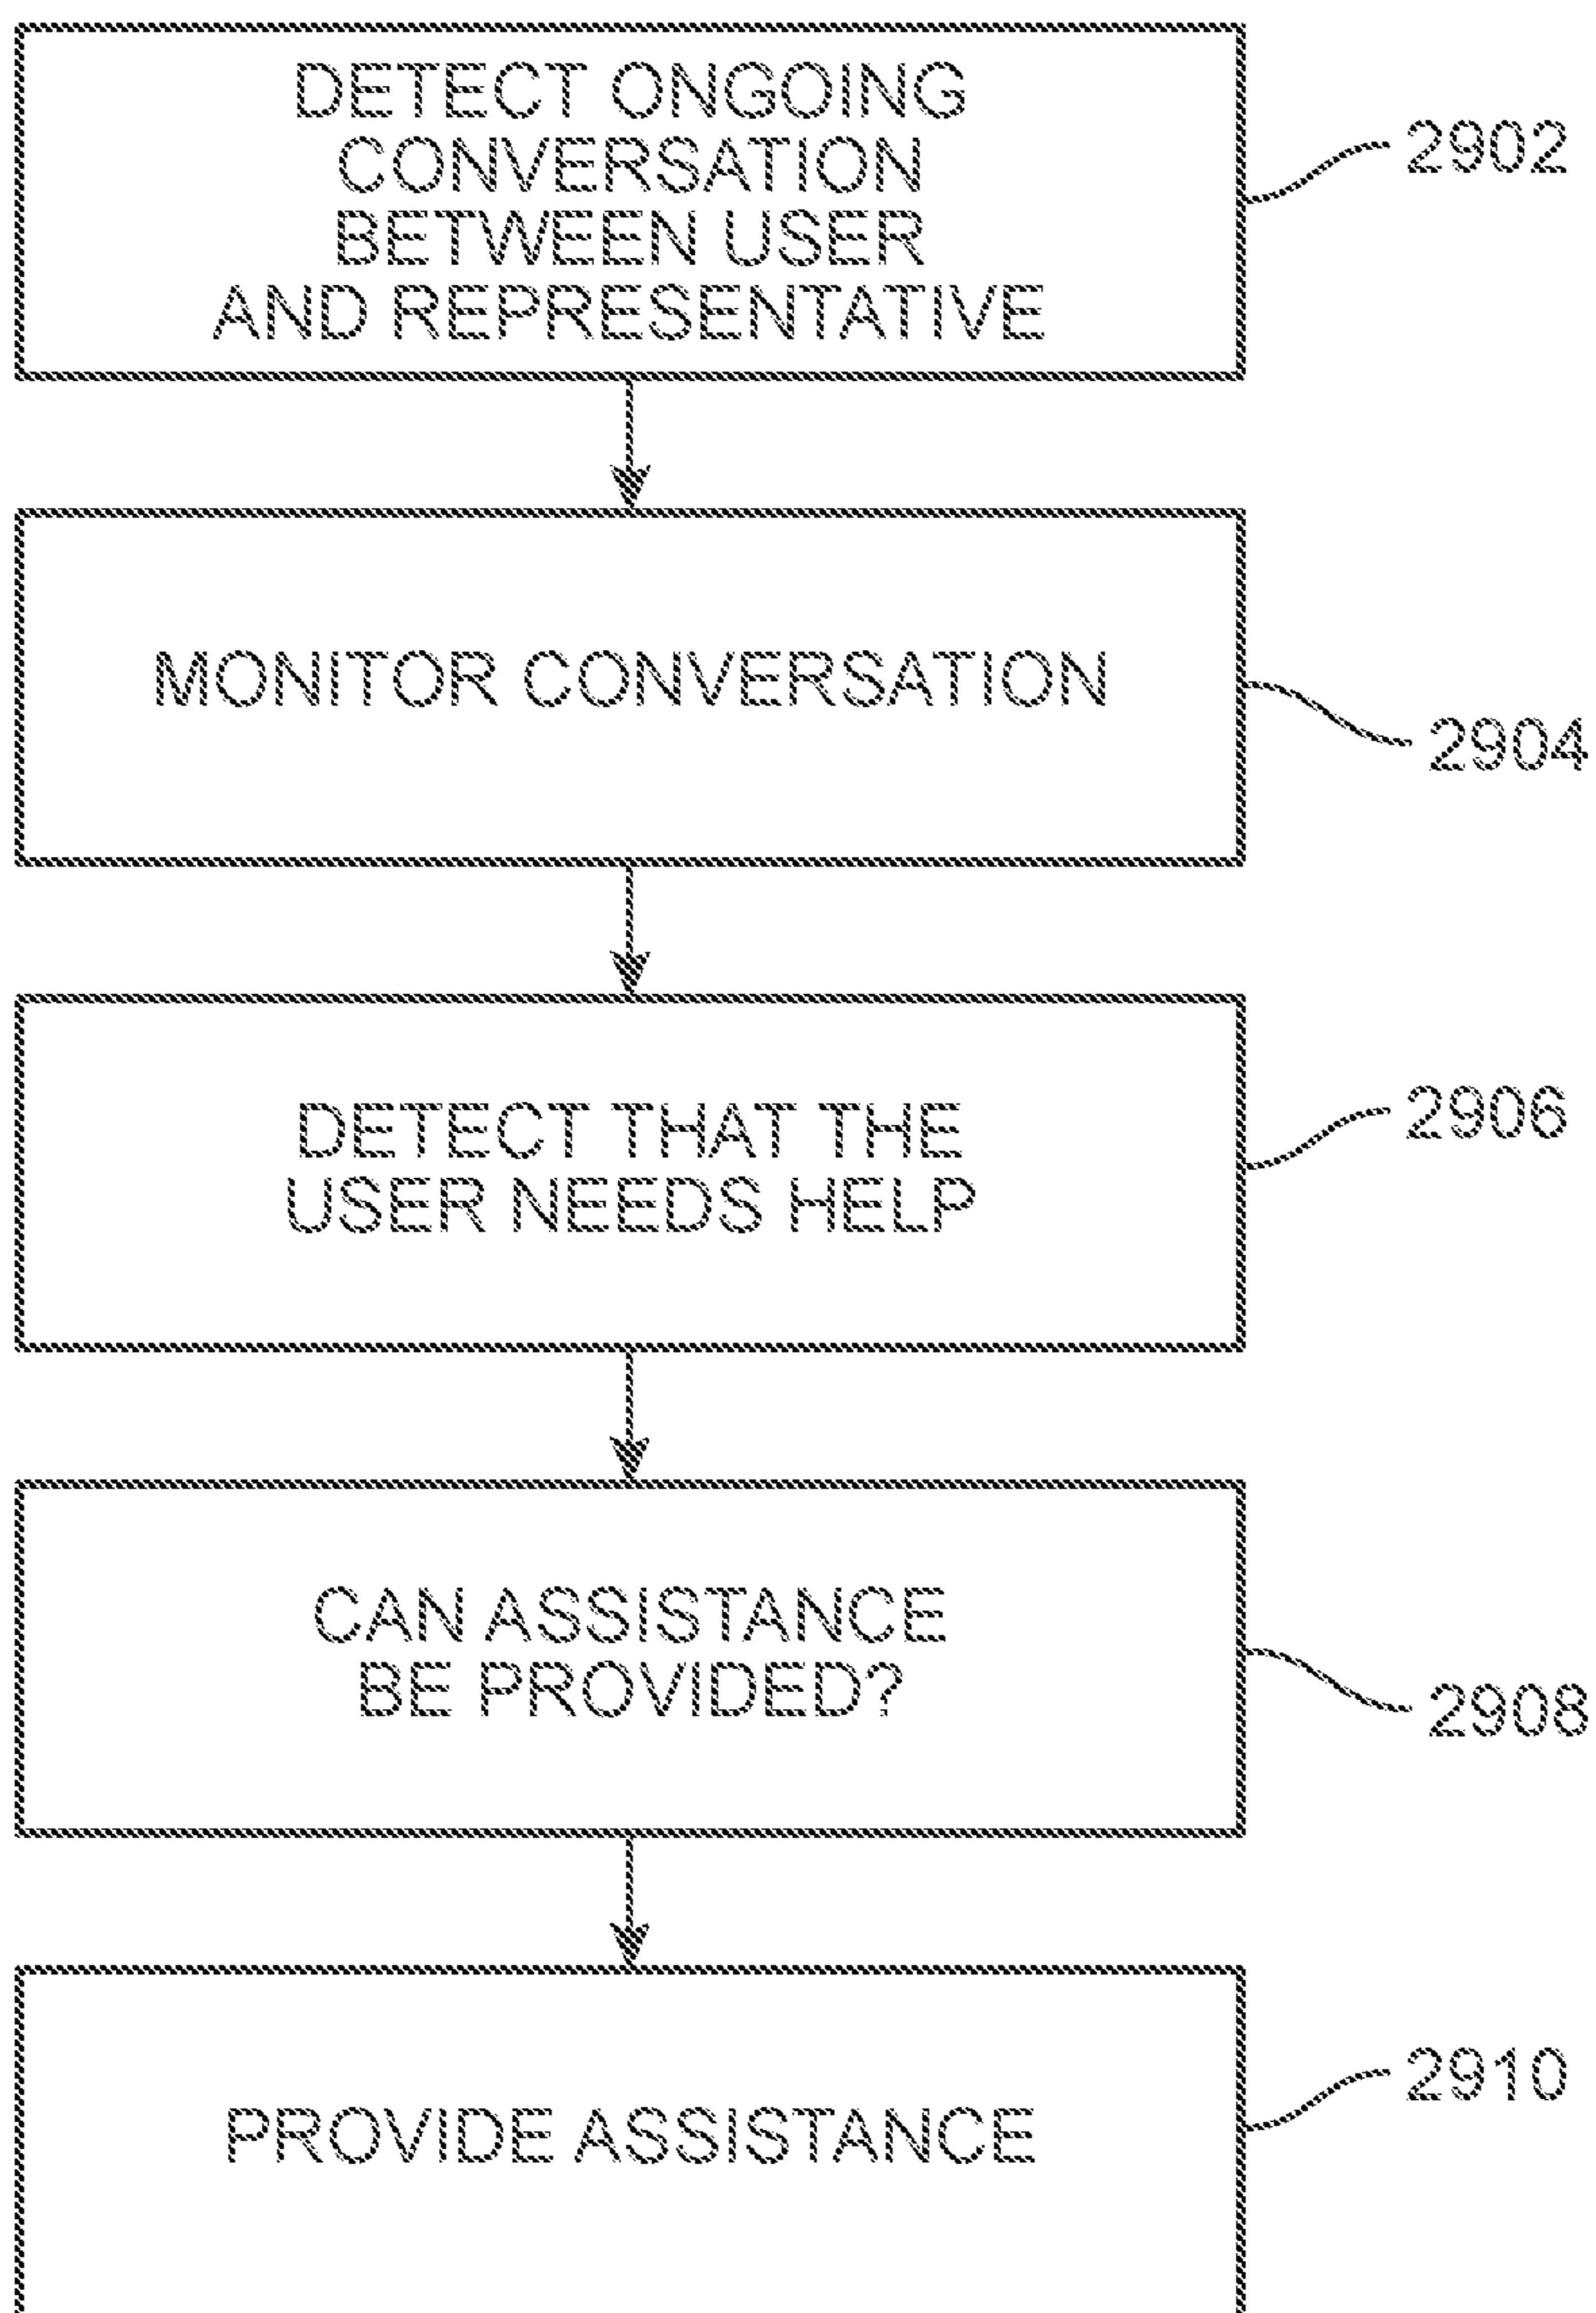 DETECT ONGOING
CONVERSATION
BETWEEN USER
AND REPRESENTATIVE
2902
MONITOR CONVERSATION
2904
DETECT THAT THE
USER NEEDS HELP
2906
CAN ASSISTANCE
BE PROVIDED?
2908
PROVIDE ASSISTANCE
2910